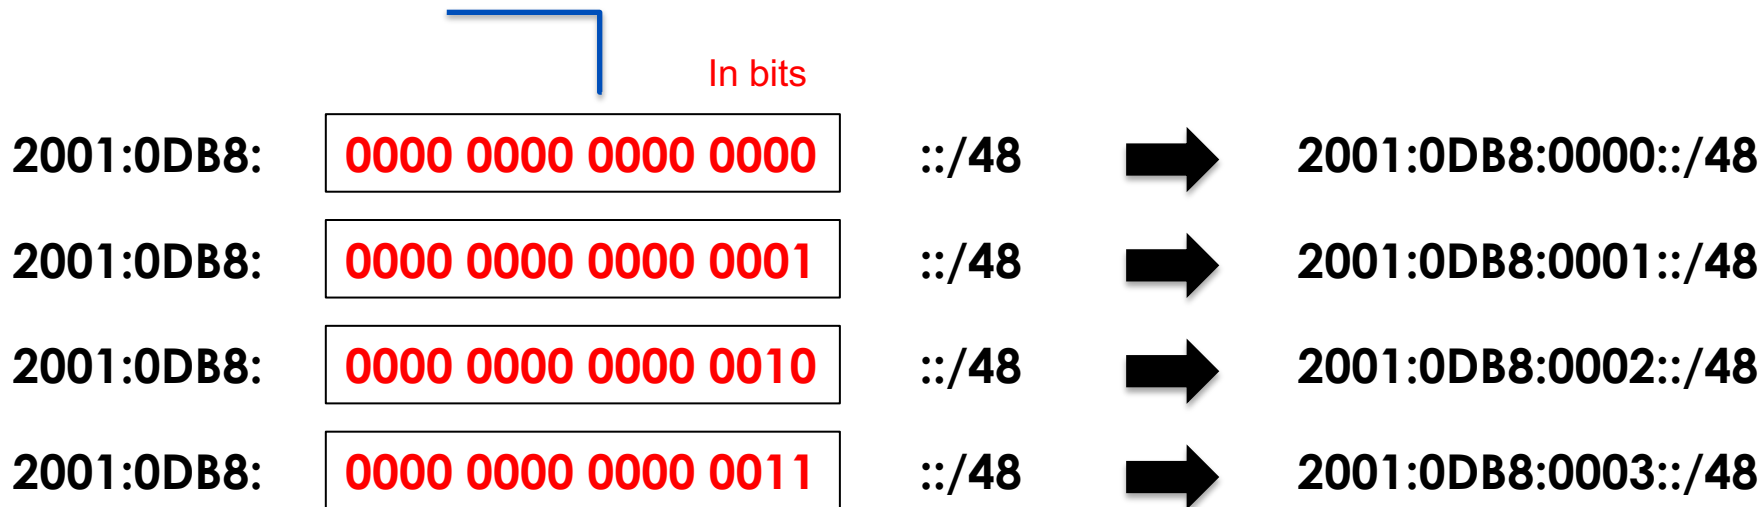 In bits
2001:0DB8: 0000 0000 0000 0000 ::/48 2001:0DB8:0000::/48
2001:0DB8: 0000 0000 0000 0001 ::/48 2001:0DB8:0001::/48
2001:0DB8: 0000 0000 0000 0010 ::/48 2001:0DB8:0002::/48
2001:0DB8: 0000 0000 0000 0011 ::/48 2001:0DB8:0003::/48